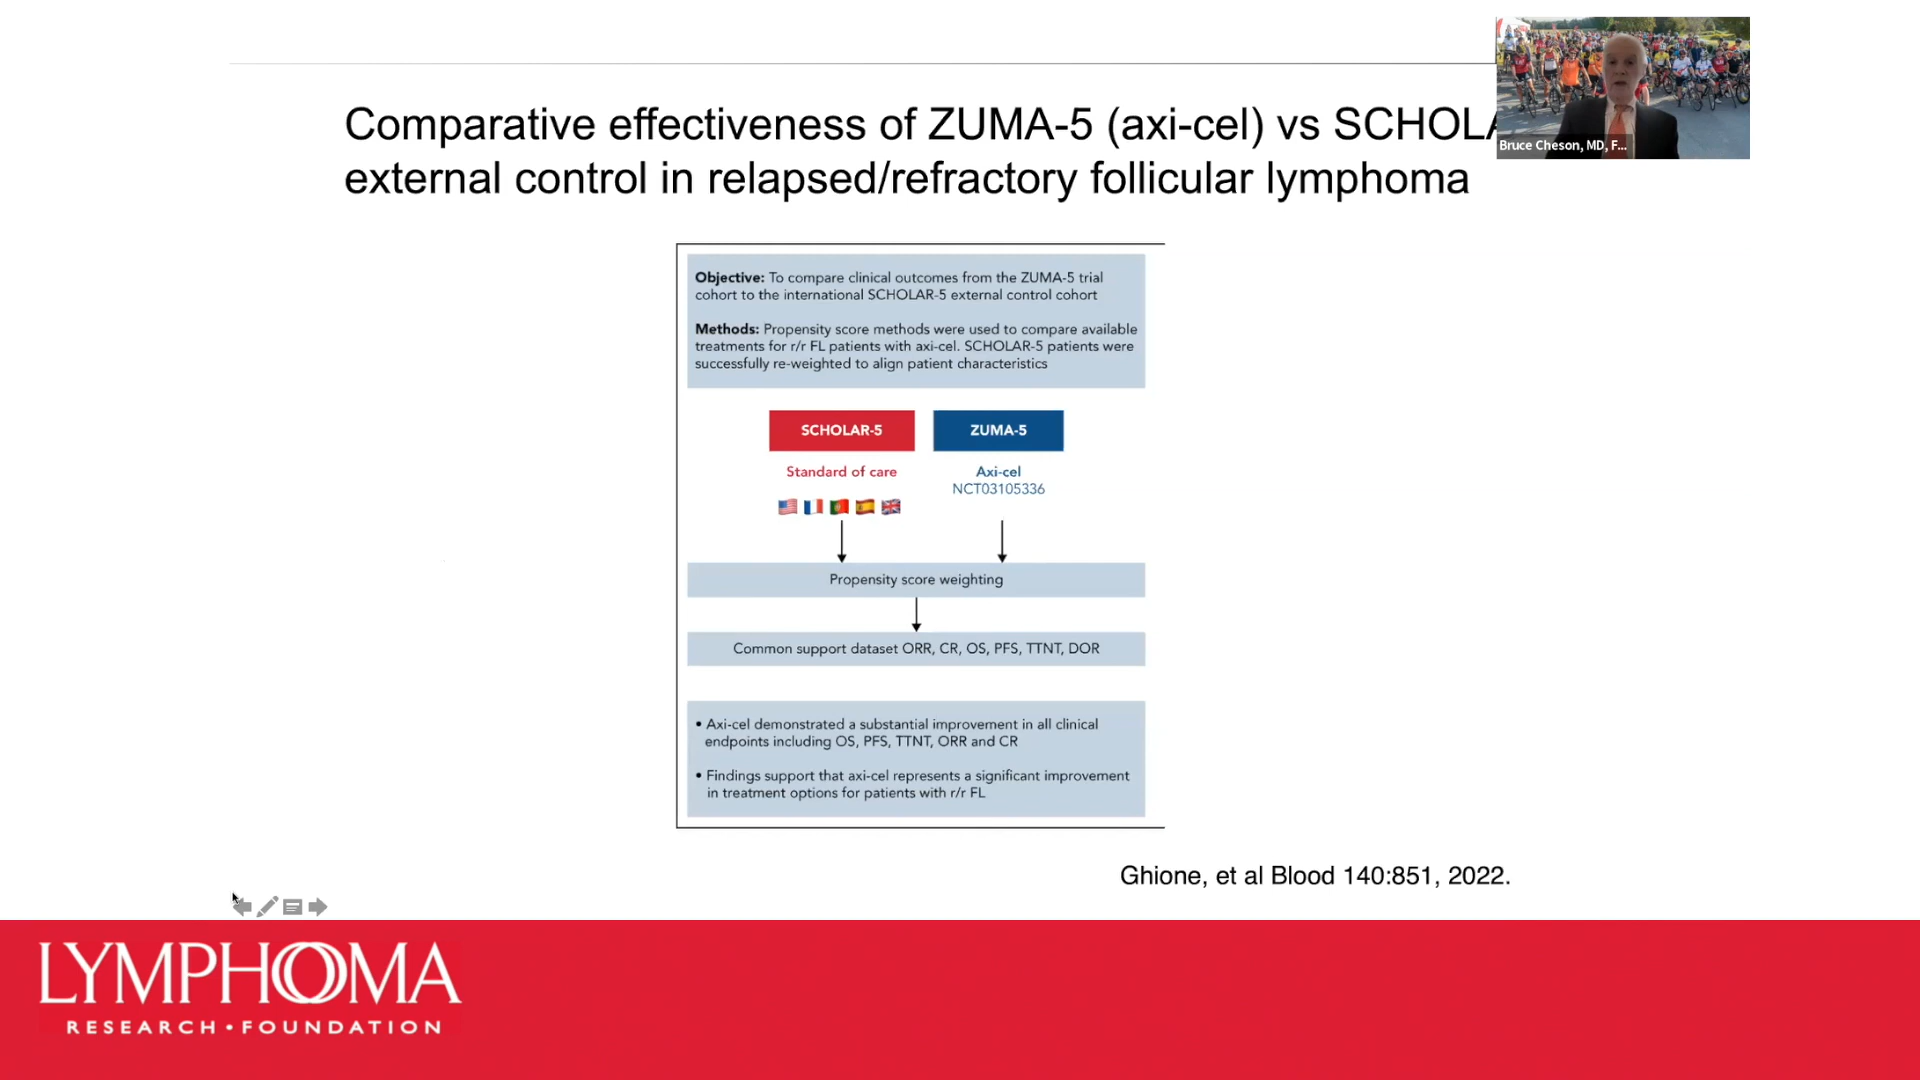 Comparative effectiveness of ZUMA-5 (axi-cel) vs
external control in relapsed/refractory follicular lymphoma
Bruce Cheson, MD, F...
Objective: To compare clinical outcomes from the ZUMA-5 trial
cohort to the international SCHOLAR-5 external control cohort
Methods: Propensity score methods were used to compare available
treatments for r/r FL patients with axi-cel. SCHOLAR-5 patients were
successfully re-weighted to align patient characteristics
SCHOLAR-5
ZUMA-5
Standard of care
Axi-cel
NCT03105336
Propensity score weighting
Common support dataset ORR, CR, OS, PFS, TTNT, DOR
• Axi-cel demonstrated a substantial improvement in all clinical
endpoints including OS, PFS, TTNT, ORR and CR
• Findings support that axi-cel represents a significant improvement
in treatment options for patients with r/r FL
Ghione, et al Blood 140:851, 2022.
LYMPHOMA
RESEARCH • FOUNDATION